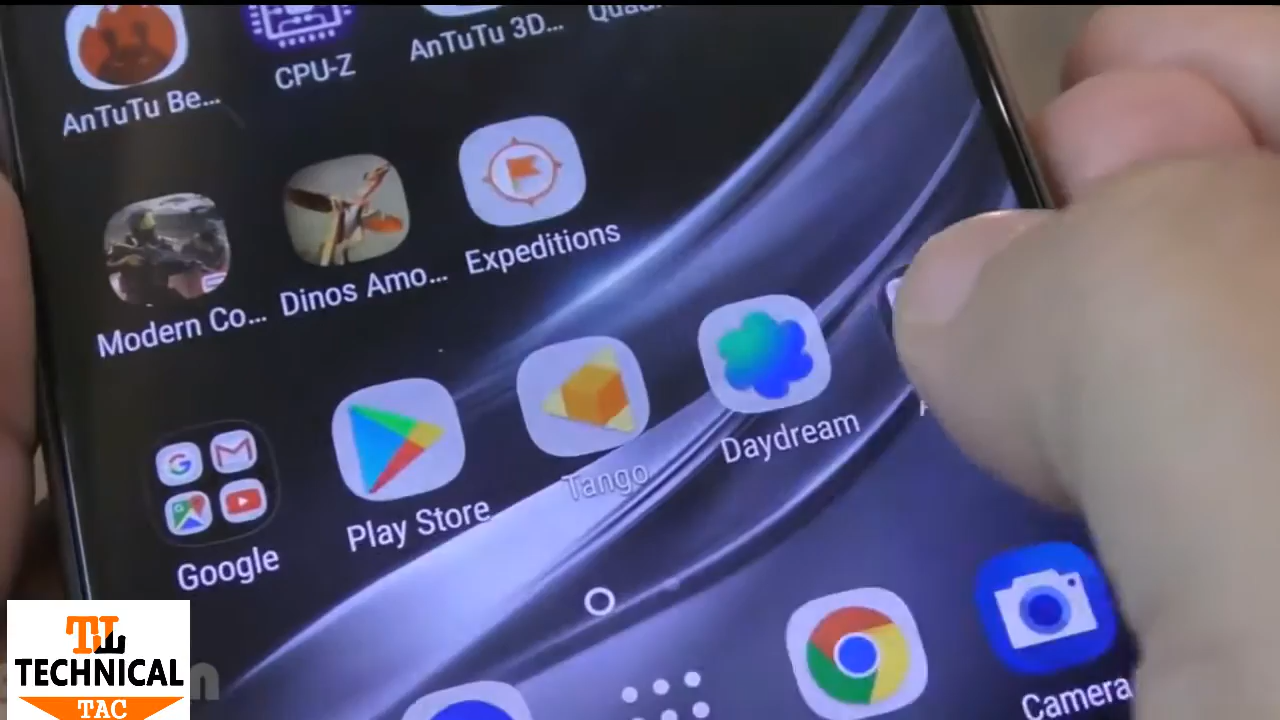 AnTuTu Be...
CPU-Z
AnTuTu 3D...
Modern Co...
Dinos Amo...
Expeditions
Google
Play Store
Tango
Daydream
Camera
TECHNICAL
TAC